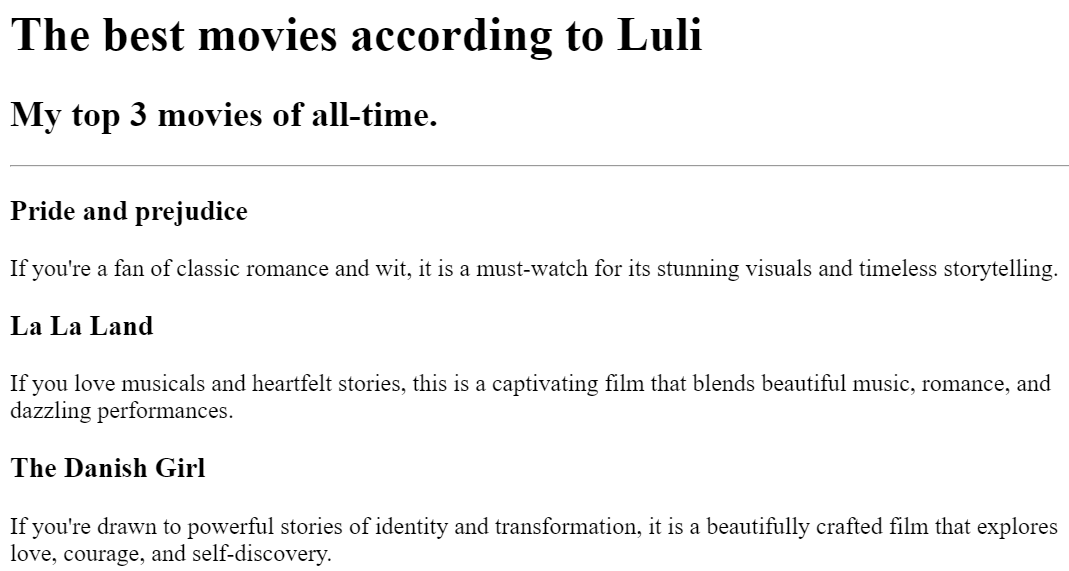 The best movies according to Luli
My top 3 movies of all-time.
Pride and prejudice
If you're a fan of classic romance and wit, it is a must-watch for its stunning visuals and timeless storytelling.
La La Land
If you love musicals and heartfelt stories, this is a captivating film that blends beautiful music, romance, and
dazzling performances.
The Danish Girl
If you're drawn to powerful stories of identity and transformation, it is a beautifully crafted film that explores
love, courage, and self-discovery.